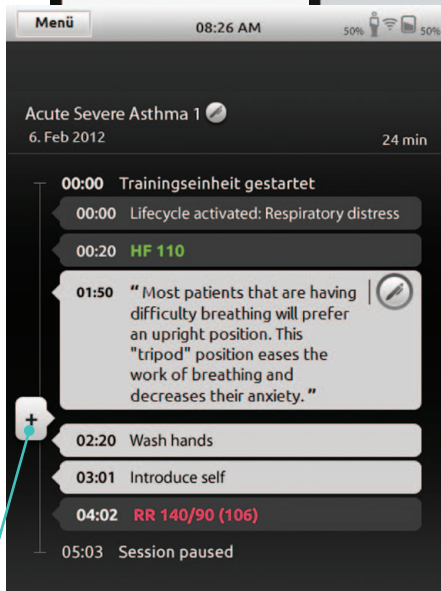 Menü
08:26 AM
50%
50%
Acute Severe Asthma 1
6. Feb 2012
24 min
00:00 Trainingseinheit gestartet
00:00 Lifecycle activated: Respiratory distress
00:20 HF 110
01:50 “Most patients that are having
difficulty breathing will prefer
an upright position. This
"tripod" position eases the
work of breathing and
decreases their anxiety.”
+
02:20 Wash hands
03:01 Introduce self
04:02 RR 140/90 (106)
05:03 Session paused